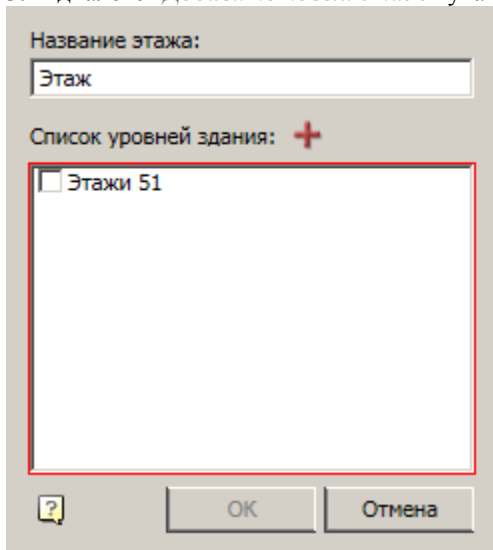 Название этажа:
Этаж
Список уровней здания:
Этажи 51
?
OK
Отмена